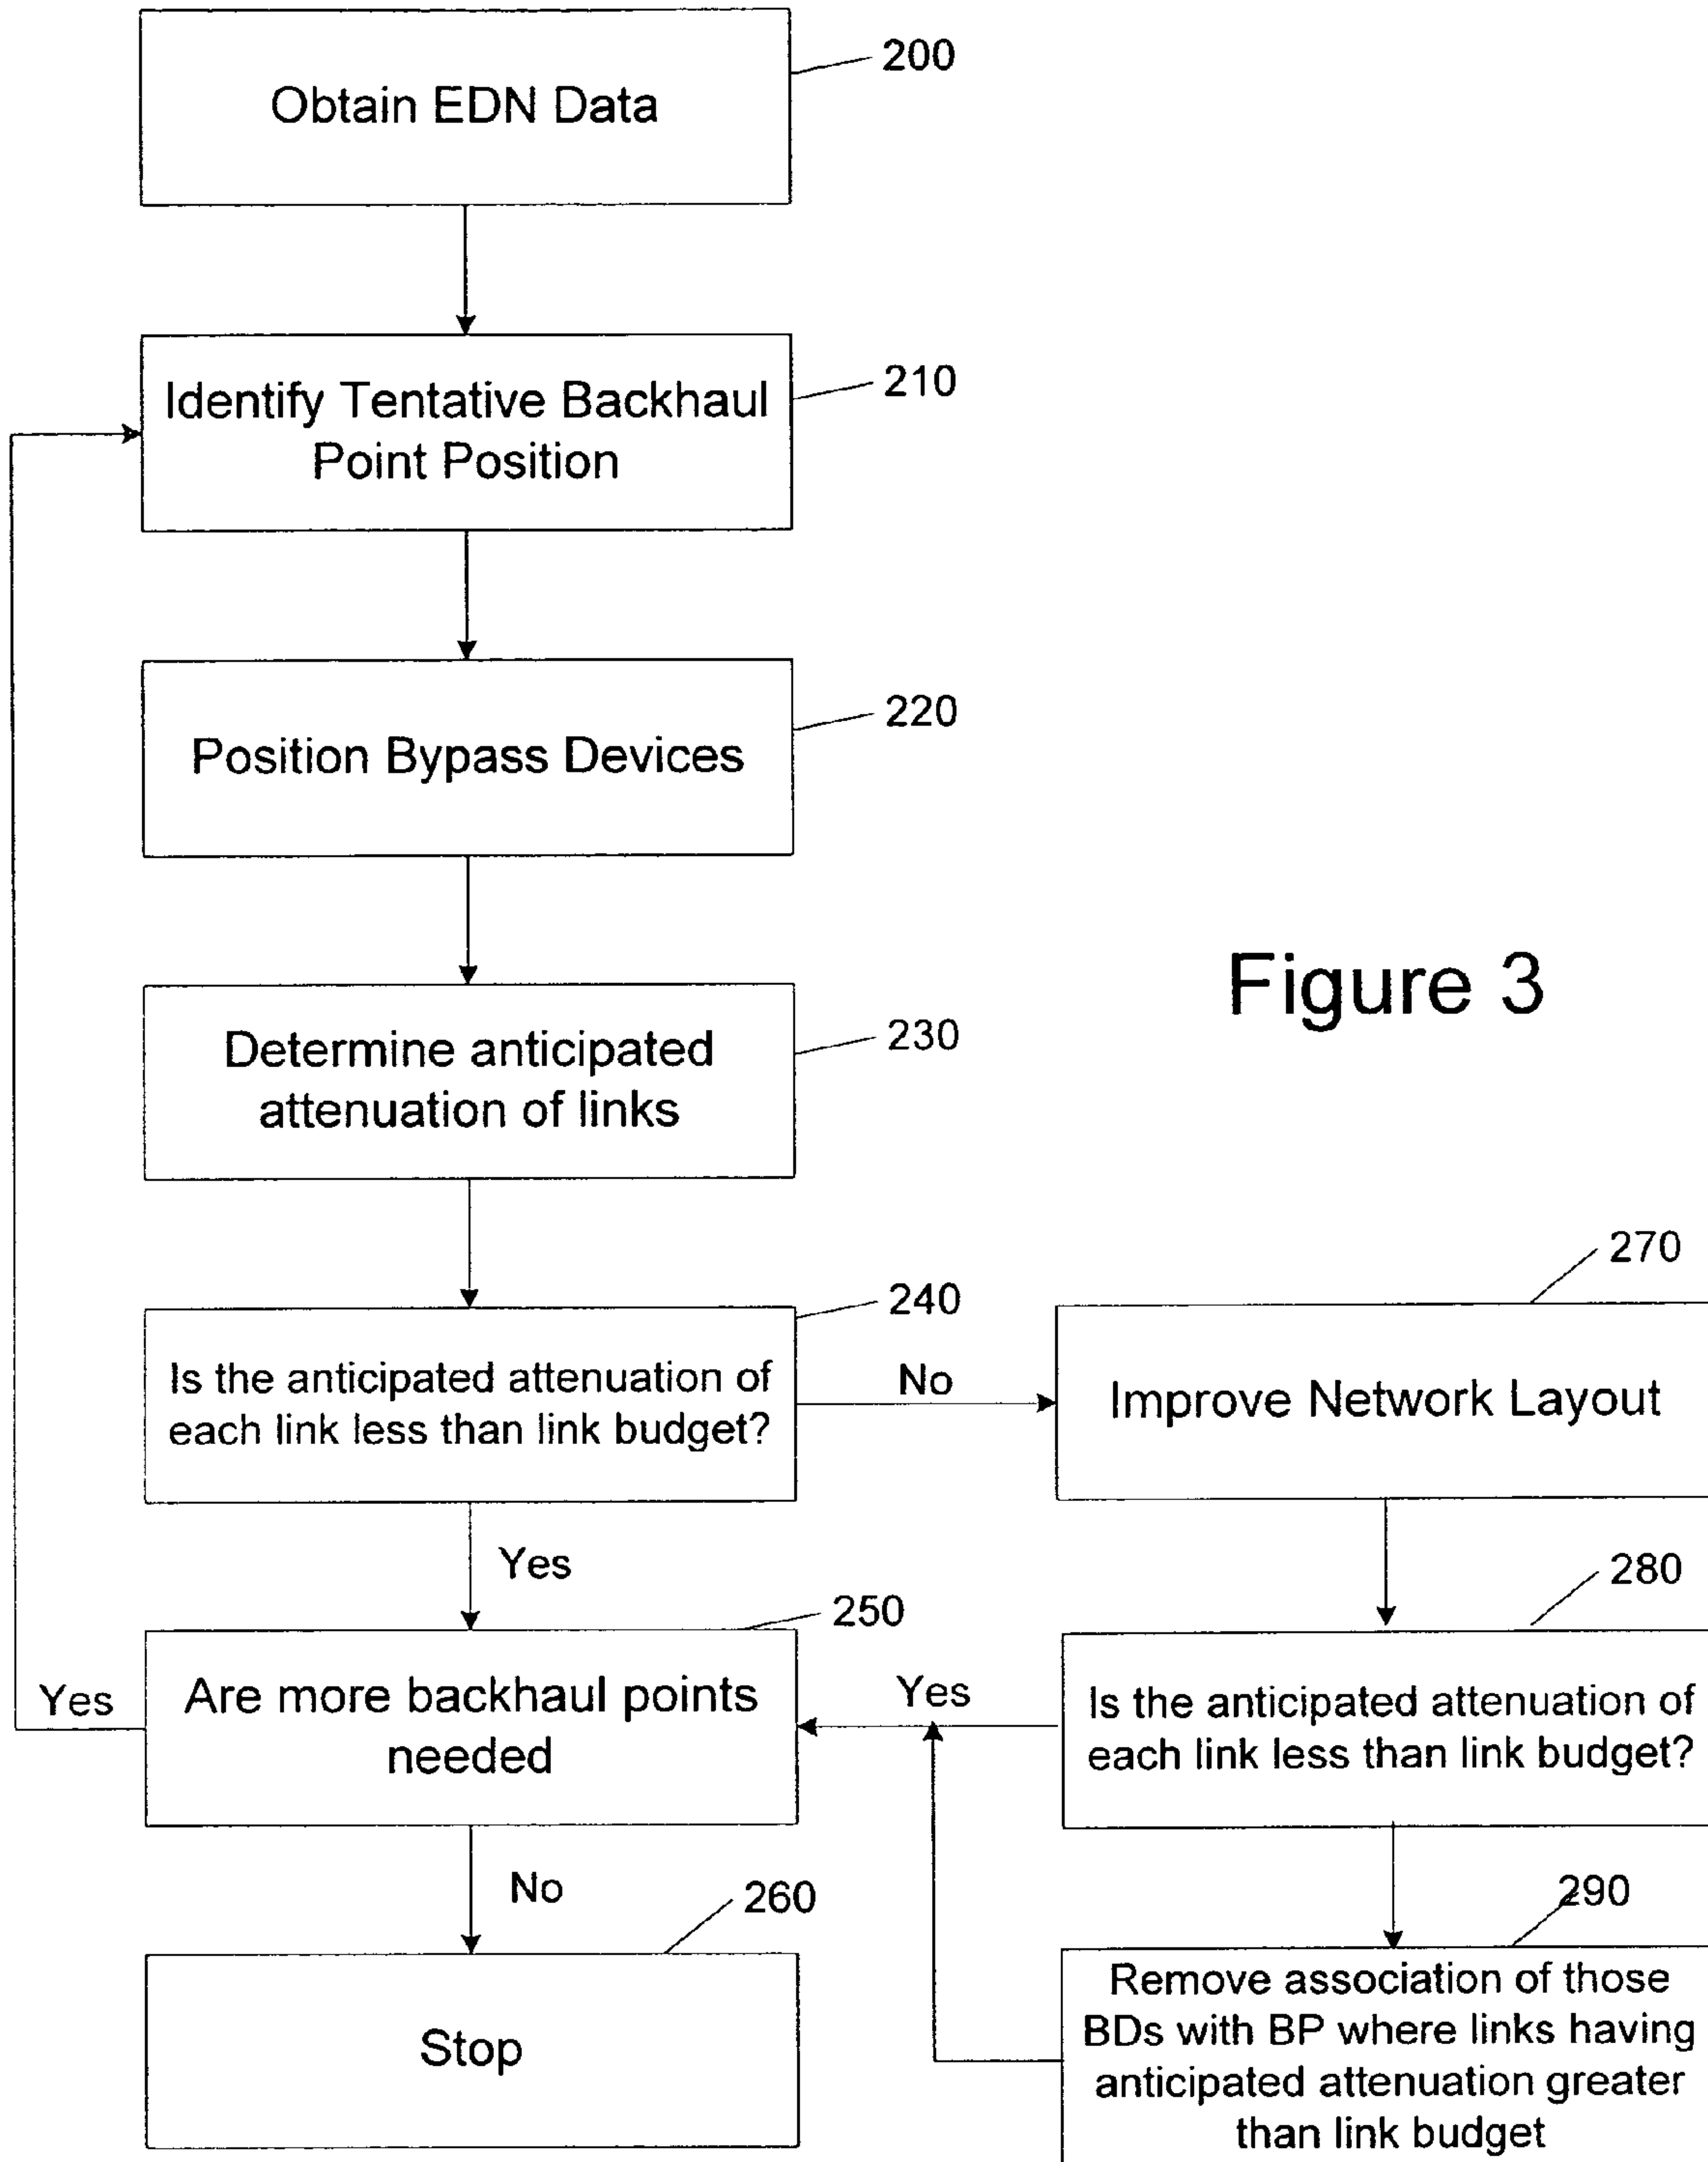 200
Obtain EDN Data
210
Identify Tentative Backhaul
Point Position
220
Position Bypass Devices
Figure 3
230
Determine anticipated
attenuation of links
240
Is the anticipated attenuation of
each link less than link budget?
No
270
Improve Network Layout
Yes
250
Are more backhaul points
needed
Yes
Yes
280
Is the anticipated attenuation of
each link less than link budget?
No
260
Stop
290
Remove association of those
BDs with BP where links having
anticipated attenuation greater
than link budget